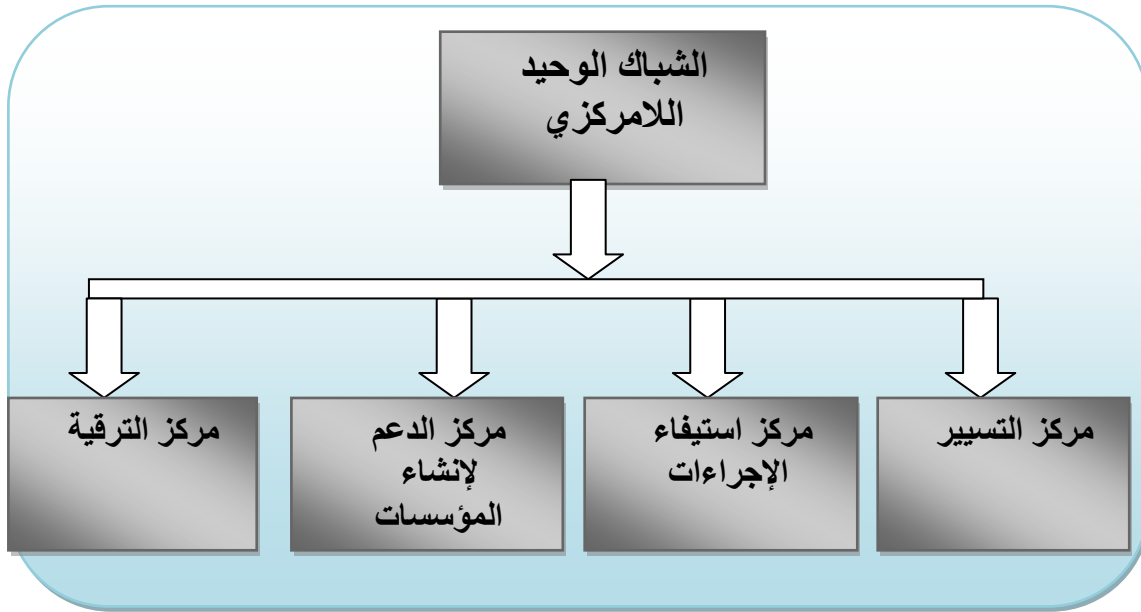 الشباك الوحيد
اللامركزي
مركز التسيير
مركز استيفاء
الإجراءات
مركز الدعم
لإنشاء
المؤسسات
مركز الترقية